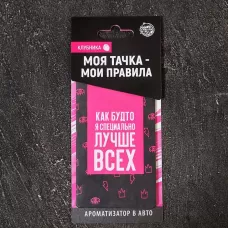 КЛУБНИКА
МОЯ ТАЧКА -
МОИ ПРАВИЛА
КАК БУДТО
Я СПЕЦИАЛЬНО
ЛУЧШЕ
ВСЕХ
АРОМАТИЗАТОР В АВТО